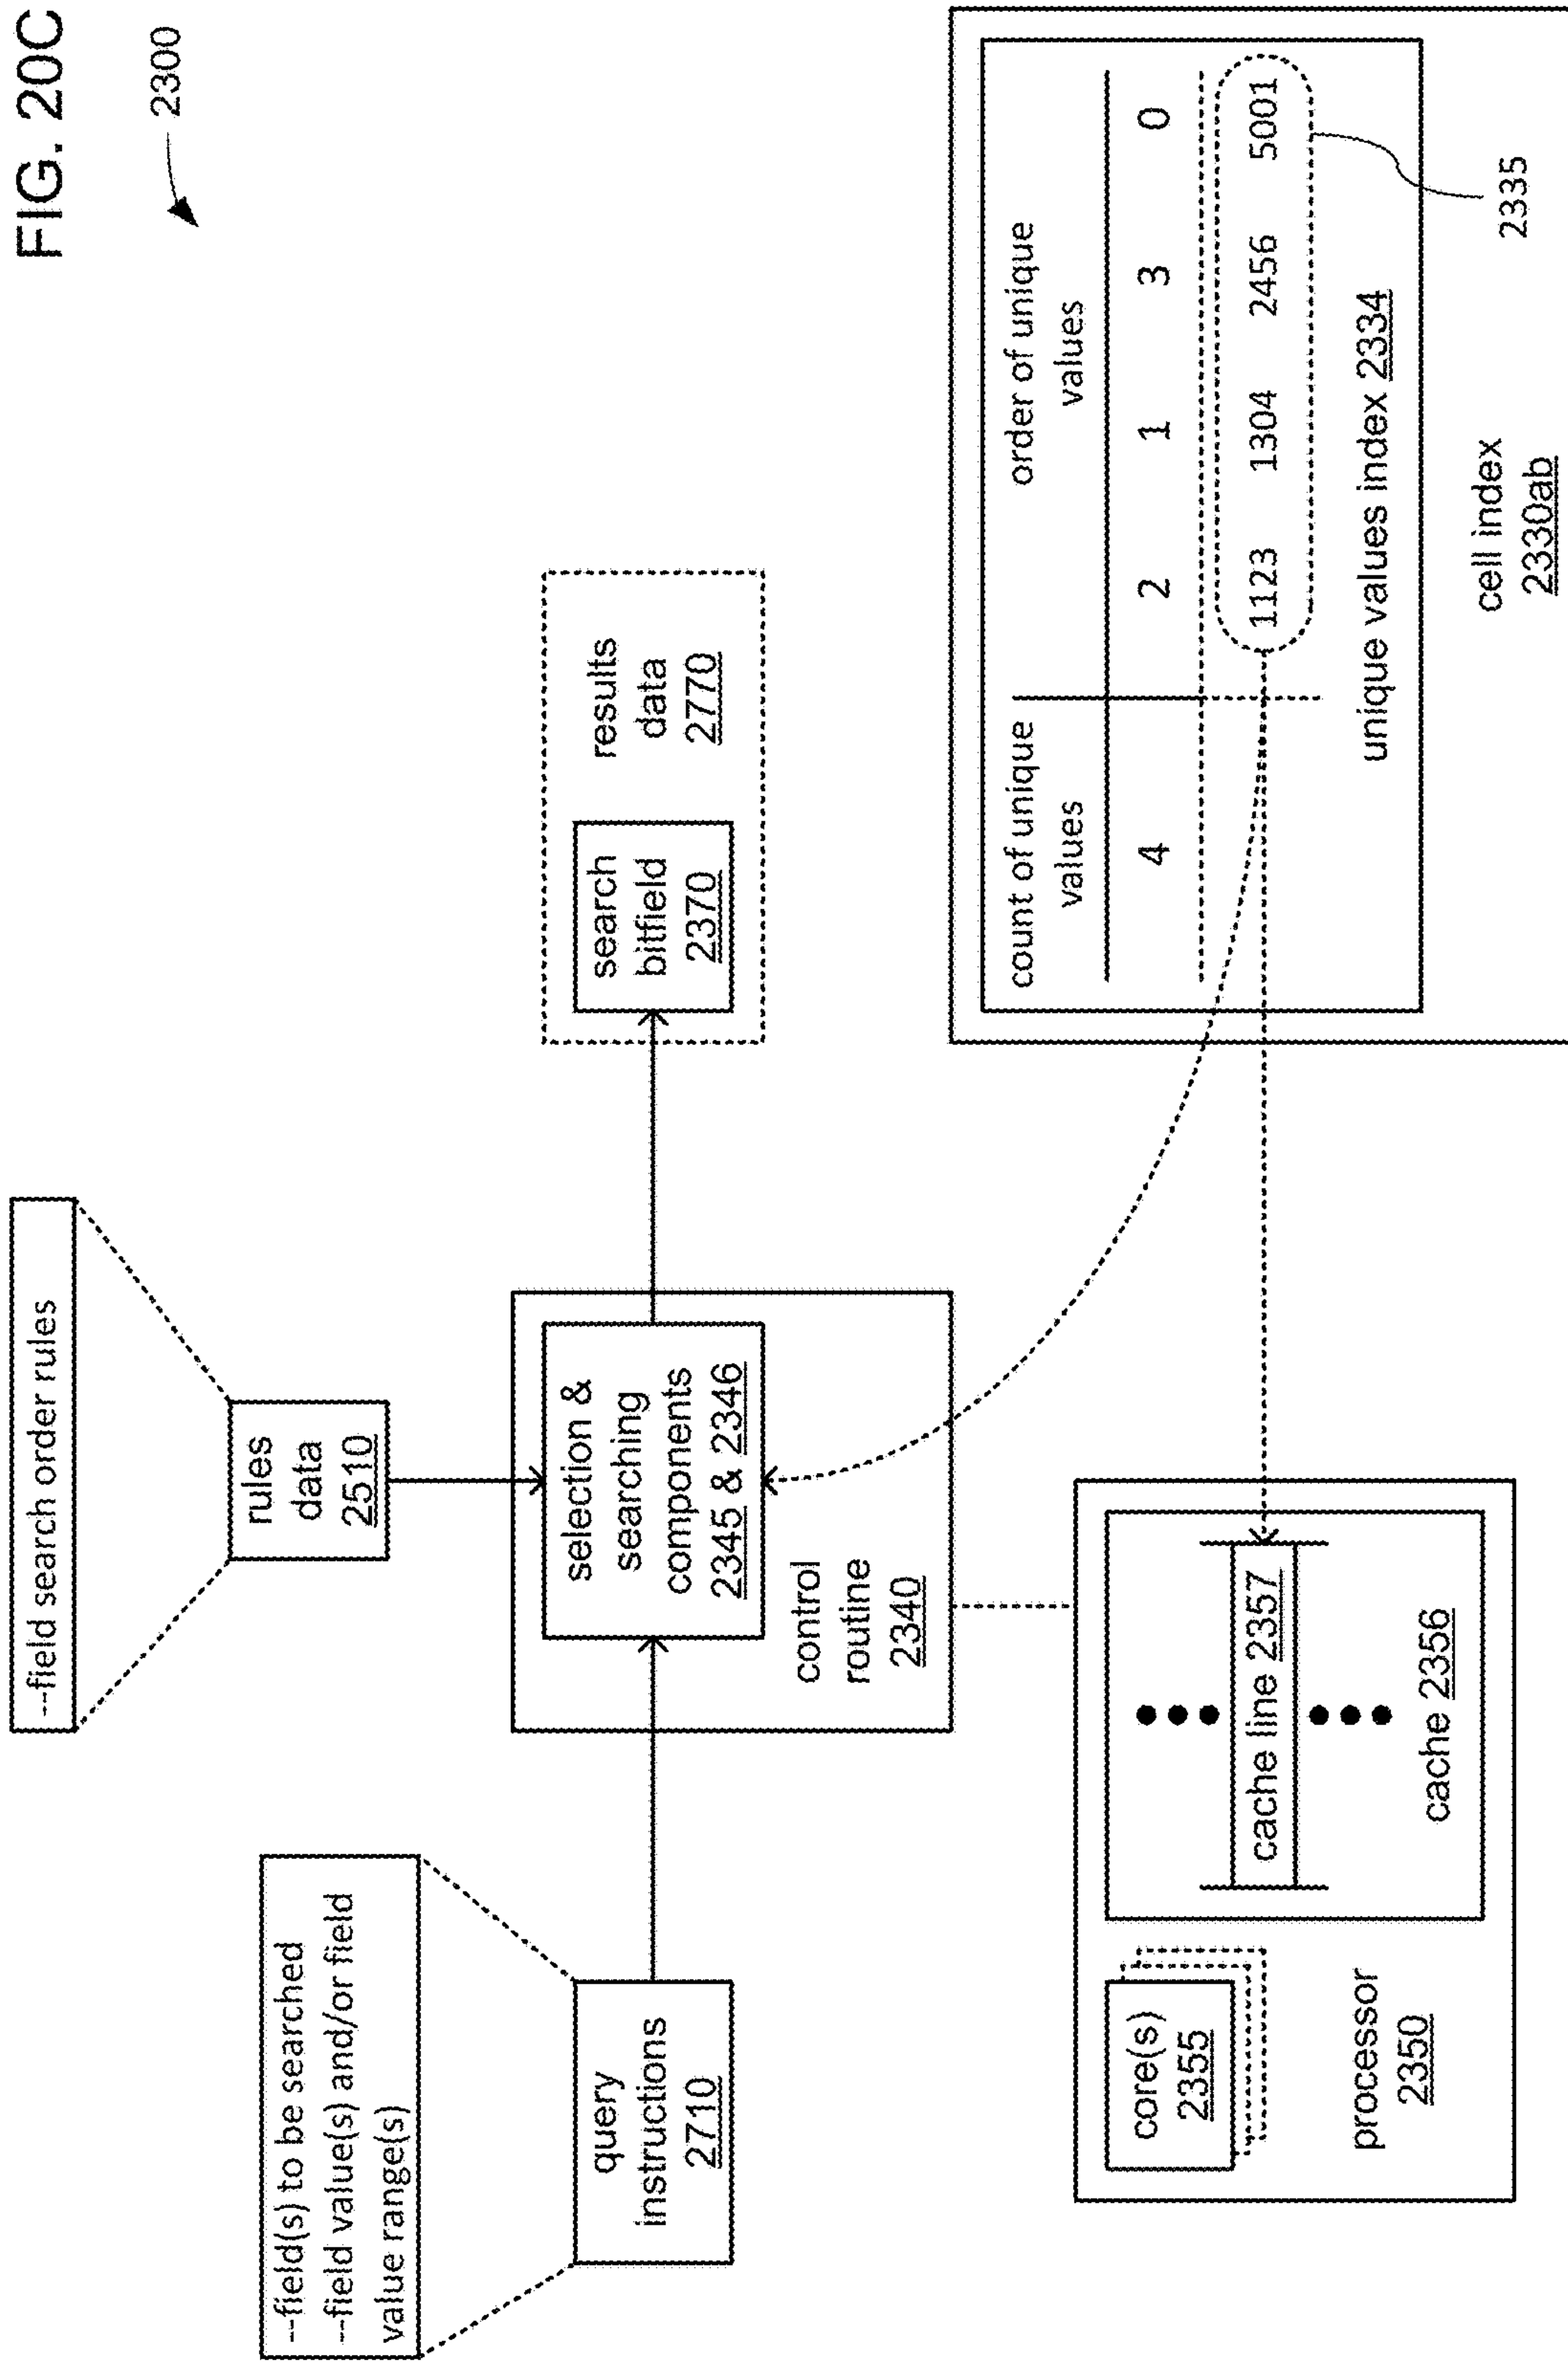 FIG. 20C
2300
--field search order rules
--field(s) to be searched
--field value(s) and/or field
value range(s)
rules
data
2510
query
instructions
2710
selection &
searching
components
2345 & 2346
control
routine
2340
search
bitfield
2370
results
data
2770
core(s)
2355
processor
2350
cache line 2357
cache 2356
count of unique
values
order of unique
values
4 2 1 3 0
1123 1304 2456 5001
unique values index 2334
2335
cell index
2330ab